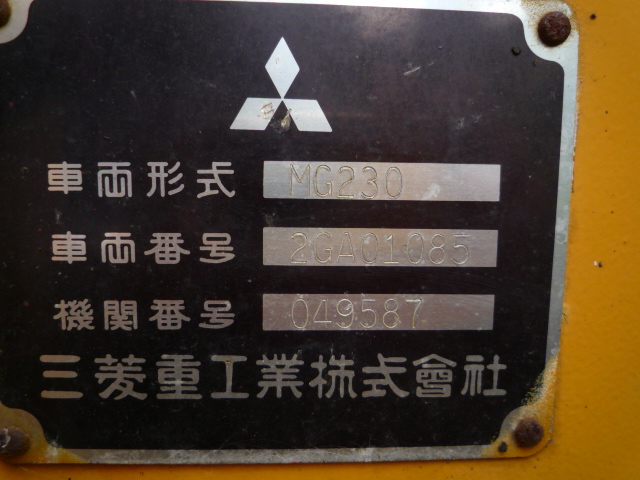 車両形式 MG230
車両番号 2GA01085
機関番号 049587
三菱重工業株式會社